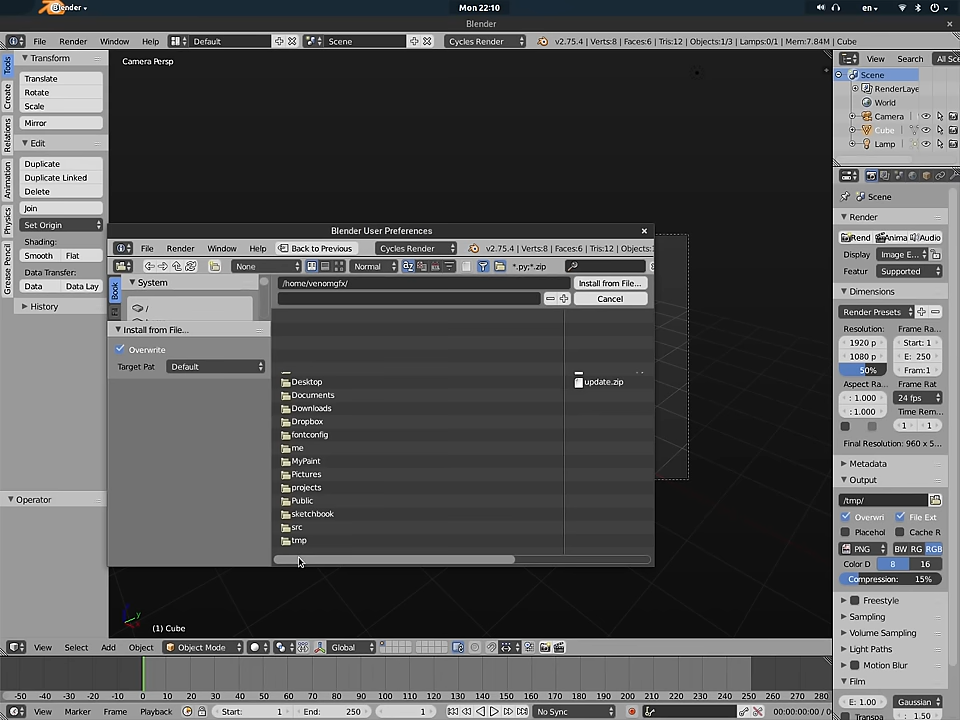 Blender
Mon 22:10
en
Blender
File Render Window Help Default Scene Cycles Render v2.75.4 | Verts:8 | Faces:6 | Tris:12 | Objects:1/3 | Lamps:0/1 | Mem:7.84M | Cube
View Search All Sce
Tools
Create
Relations
Animation
Physics
Grease Pencil
Transform
Translate
Rotate
Scale
Mirror
Edit
Duplicate
Duplicate Linked
Delete
Join
Set Origin
Shading:
Smooth Flat
Data Transfer:
Data Data Lay
History
Operator
Camera Persp
Blender User Preferences
File Render Window Help Back to Previous Cycles Render v2.75.4 | Verts:8 | Faces:6 | Tris:12 | Objects:
None Normal *.py;*.zip
Book
System
/
Install from File...
Overwrite
Target Pat Default
/home/venomgfx/ Install from File...
Cancel
Desktop
Documents
Downloads
Dropbox
fontconfig
me
MyPaint
Pictures
projects
Public
sketchbook
src
tmp
update.zip
(1) Cube
y
View Select Add Object Object Mode Global
-50 -40 -30 -20 -10 0 10 20 30 40 50 60 70 80 90 100 110 120 130 140 150 160 170 180 190 200 210 220 230 240 250 260 270 280
View Marker Frame Playback Start: 1 End: 250 1 No Sync 00:00:00:00 / 00
Scene
RenderLaye
World
Camera
Cube
Lamp
Scene
Render
Rend Anima Audio
Display Image E...
Featur Supported
Dimensions
Render Presets
Resolution: Frame Ra...
1920 p Start: 1
1080 p E: 250
50% Fram:1
Aspect Ra... Frame Rat
: 1.000 24 fps
: 1.000 Time Rem...
1 1
Final Resolution: 960 x 5...
Metadata
Output
/tmp/
Overwri File Ext
Placehol Cache R
PNG BW RG RGB
Color D 8 16
Compression: 15%
Freestyle
Sampling
Volume Sampling
Light Paths
Motion Blur
Film
E: 1.00 Gaussian
Transpa : 1.50